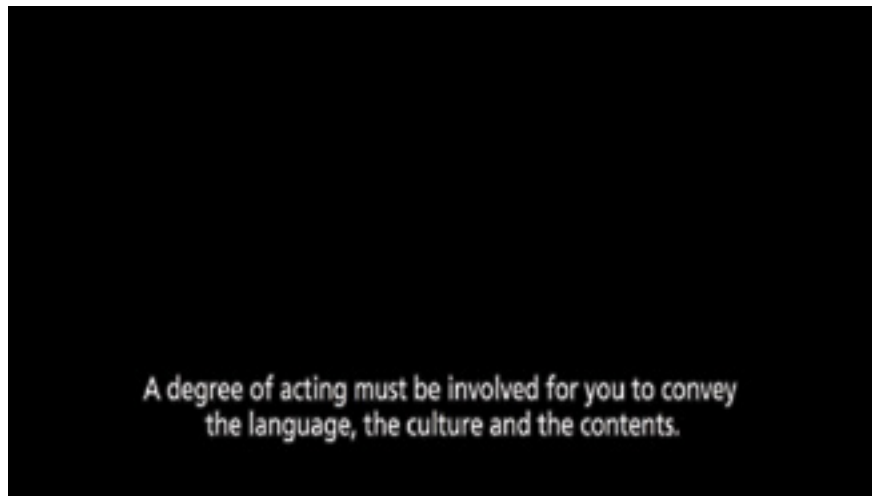 A degree of acting must be involved for you to convey
the language, the culture and the contents.